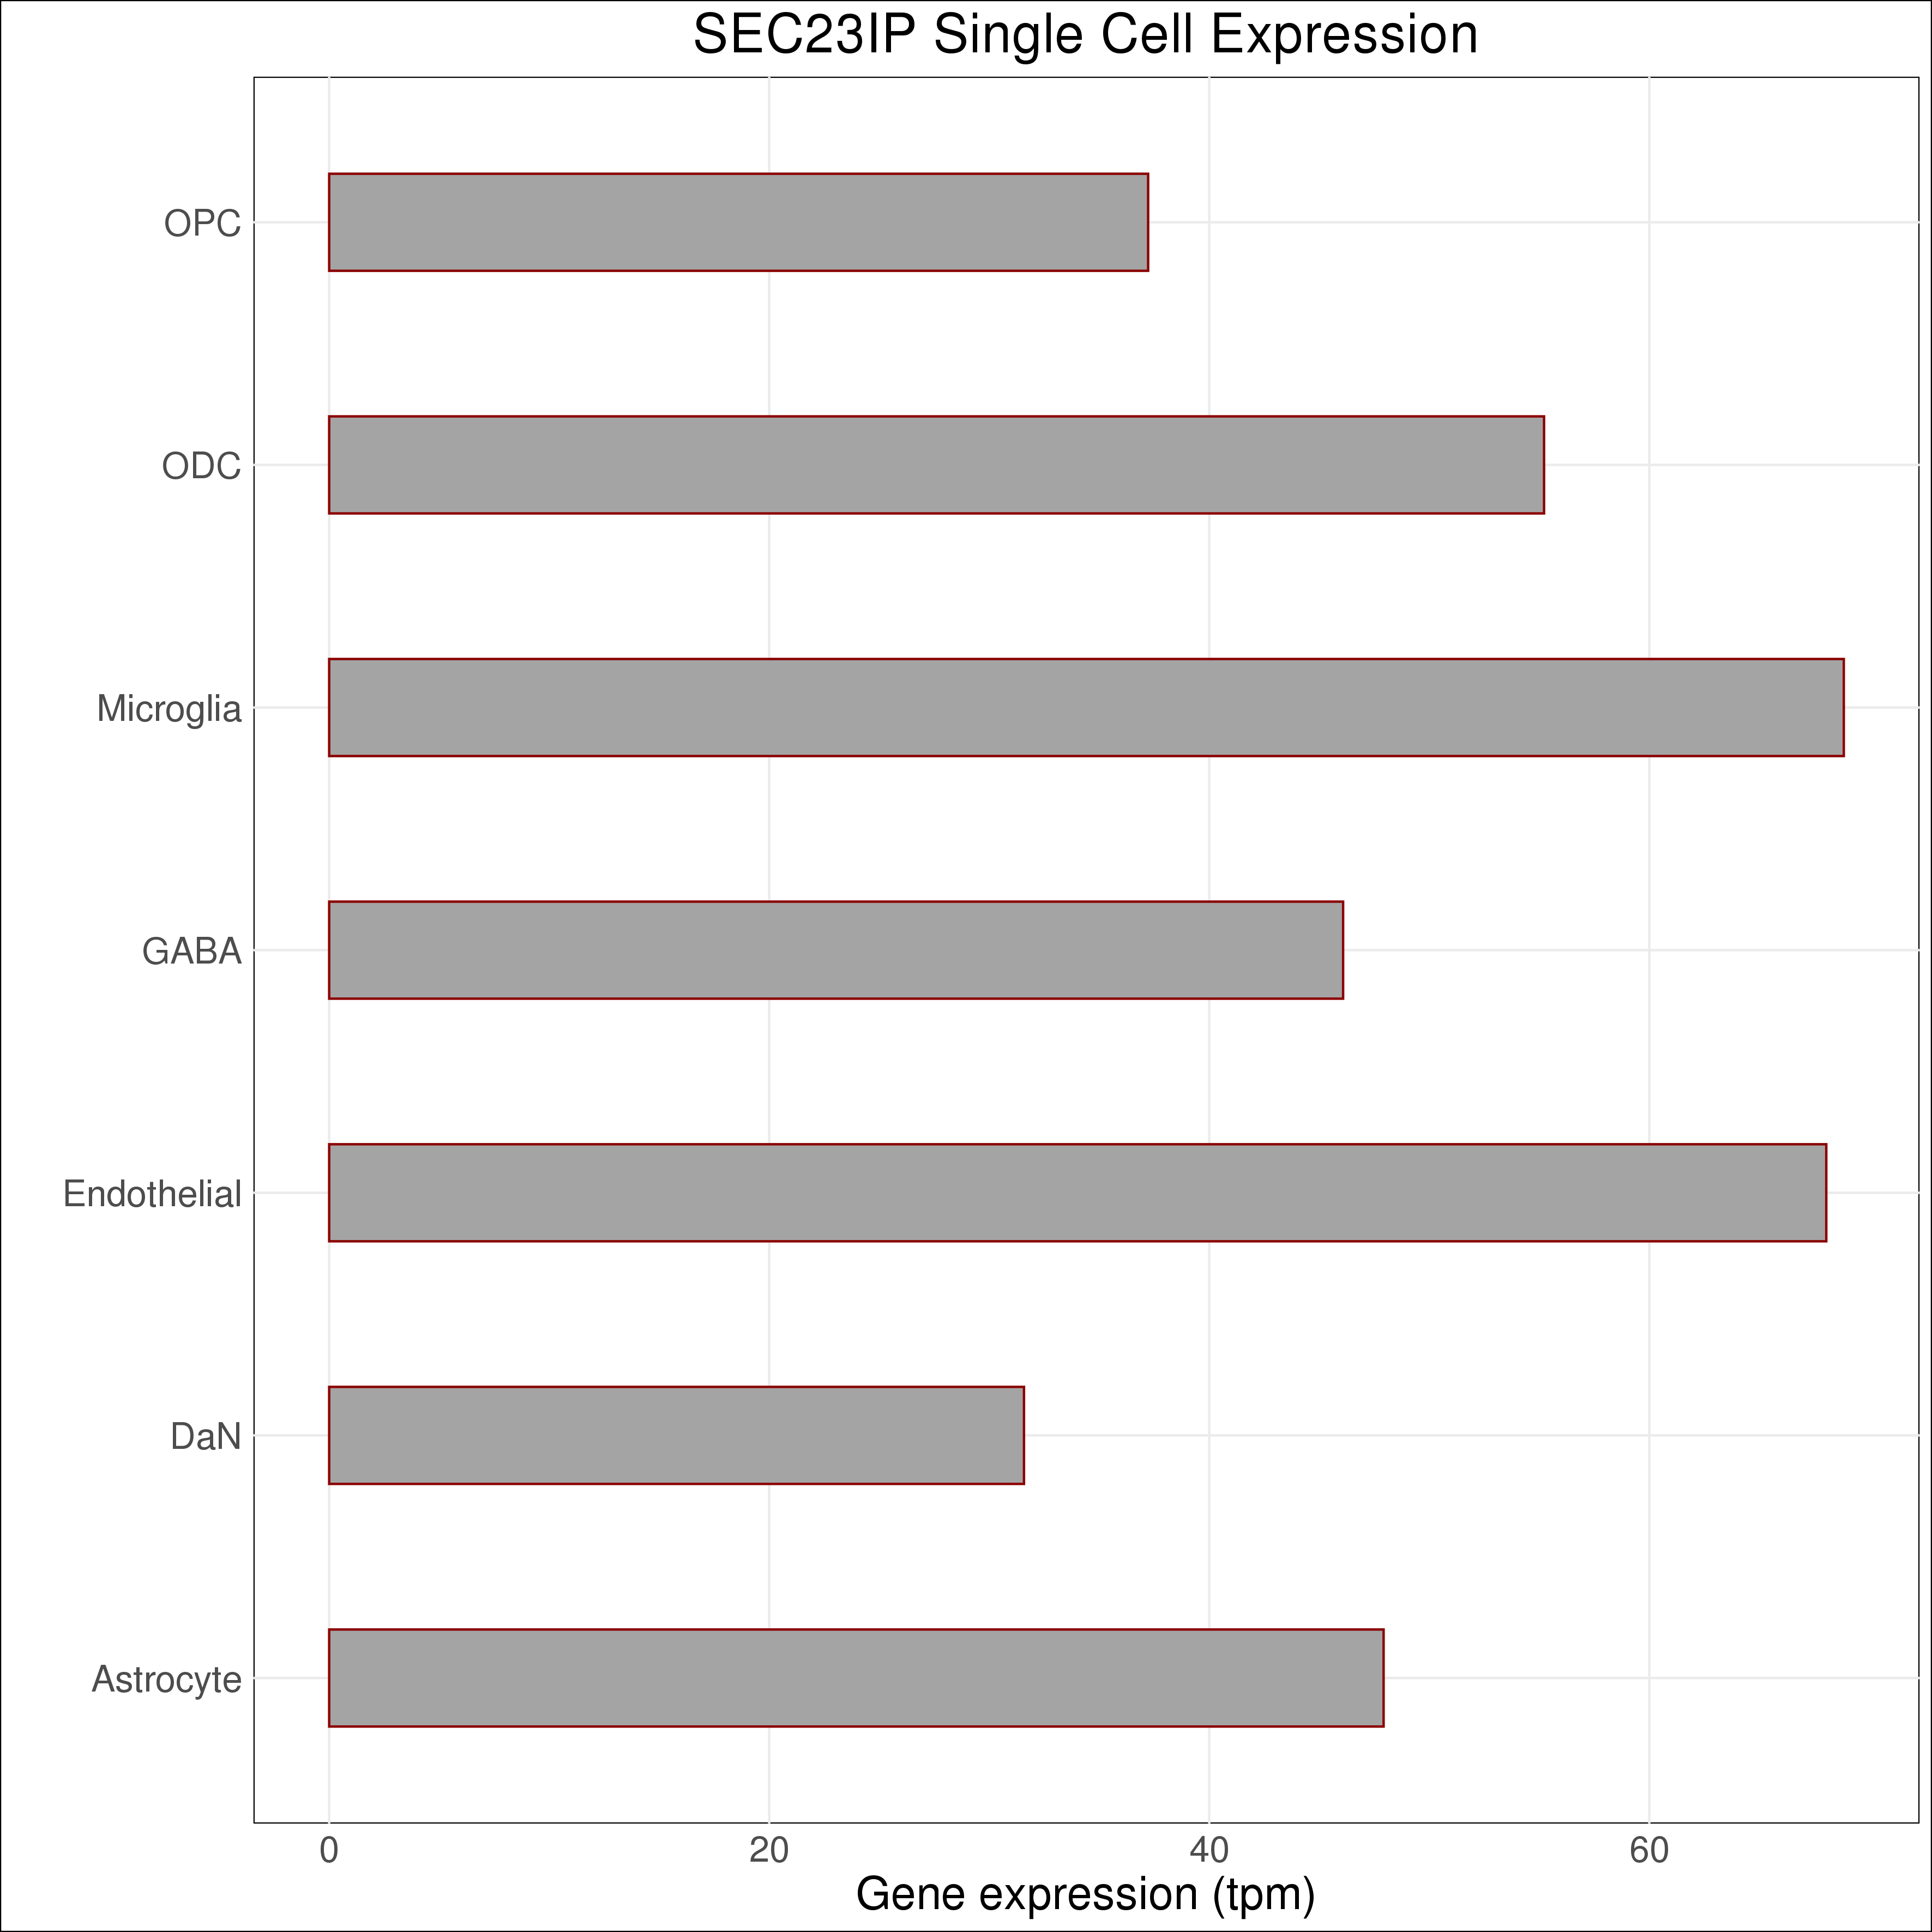 SEC23IP Single Cell Expression
OPC
ODC
Microglia
GABA
Endothelial
DaN
Astrocyte
0 20 40 60
Gene expression (tpm)